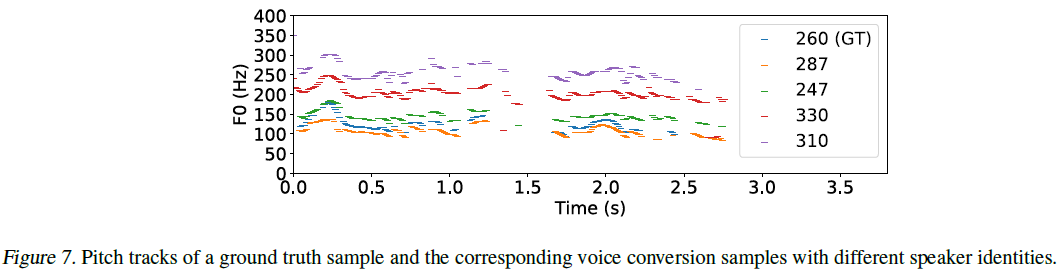 400
350
300
250
200
150
100
50
0
F0 (Hz)
0.0 0.5 1.0 1.5 2.0 2.5 3.0 3.5
Time (s)
260 (GT)
287
247
330
310
Figure 7. Pitch tracks of a ground truth sample and the corresponding voice conversion samples with different speaker identities.